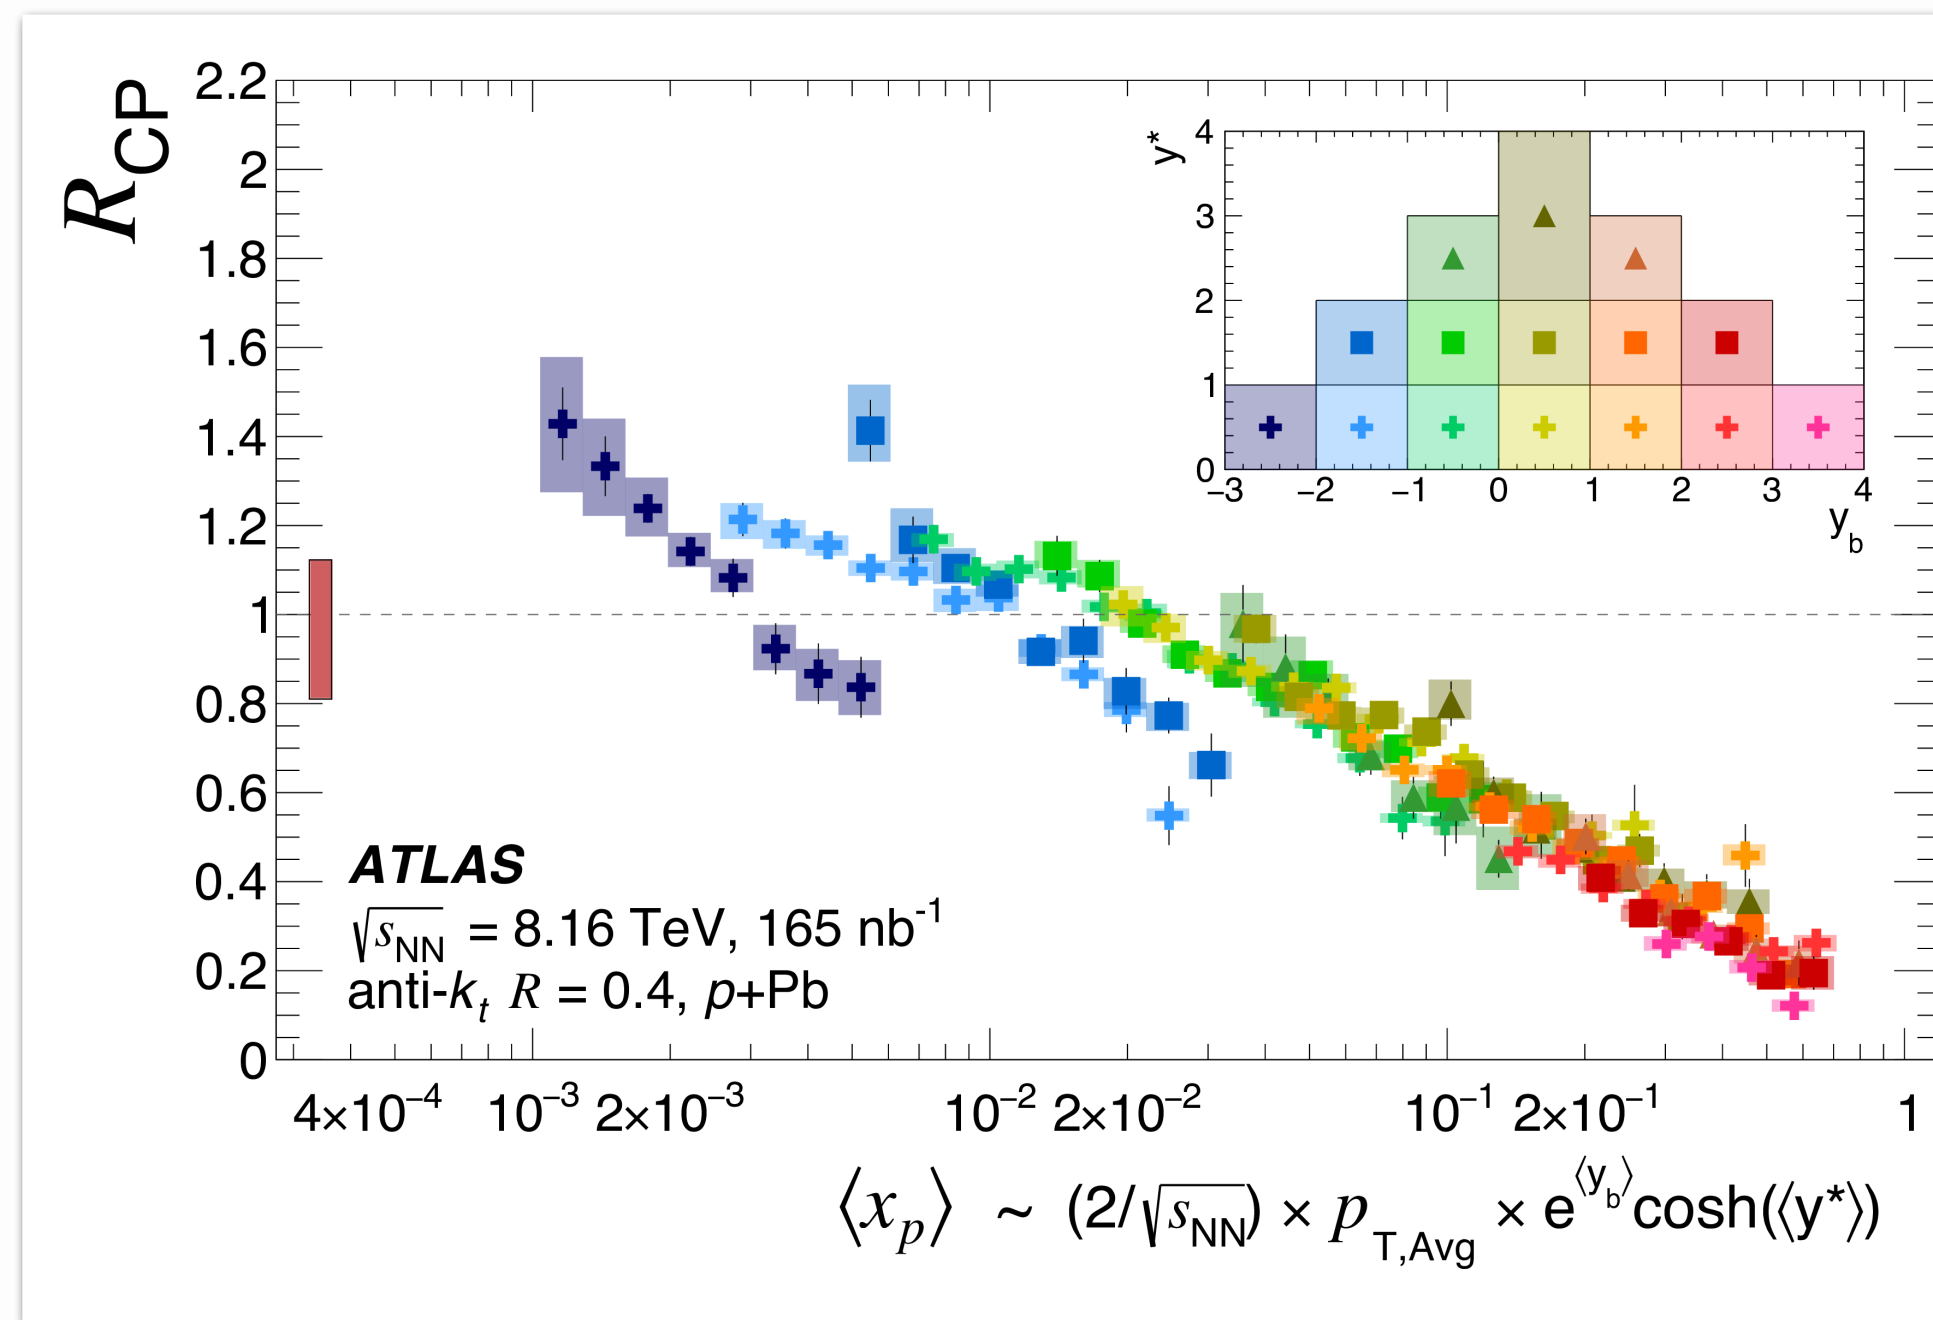 R_CP
2.2
2
1.8
1.6
1.4
1.2
1
0.8
0.6
0.4
0.2
0
y*
4
3
2
1
0
−3 −2 −1 0 1 2 3 4
y_b
ATLAS
√s_NN = 8.16 TeV, 165 nb⁻¹
anti-k_t R = 0.4, p+Pb
4×10⁻⁴ 10⁻³ 2×10⁻³ 10⁻² 2×10⁻² 10⁻¹ 2×10⁻¹ 1
⟨x_p⟩ ~ (2/√s_NN) × p_T,Avg × e^⟨y_b⟩ cosh(⟨y*⟩)